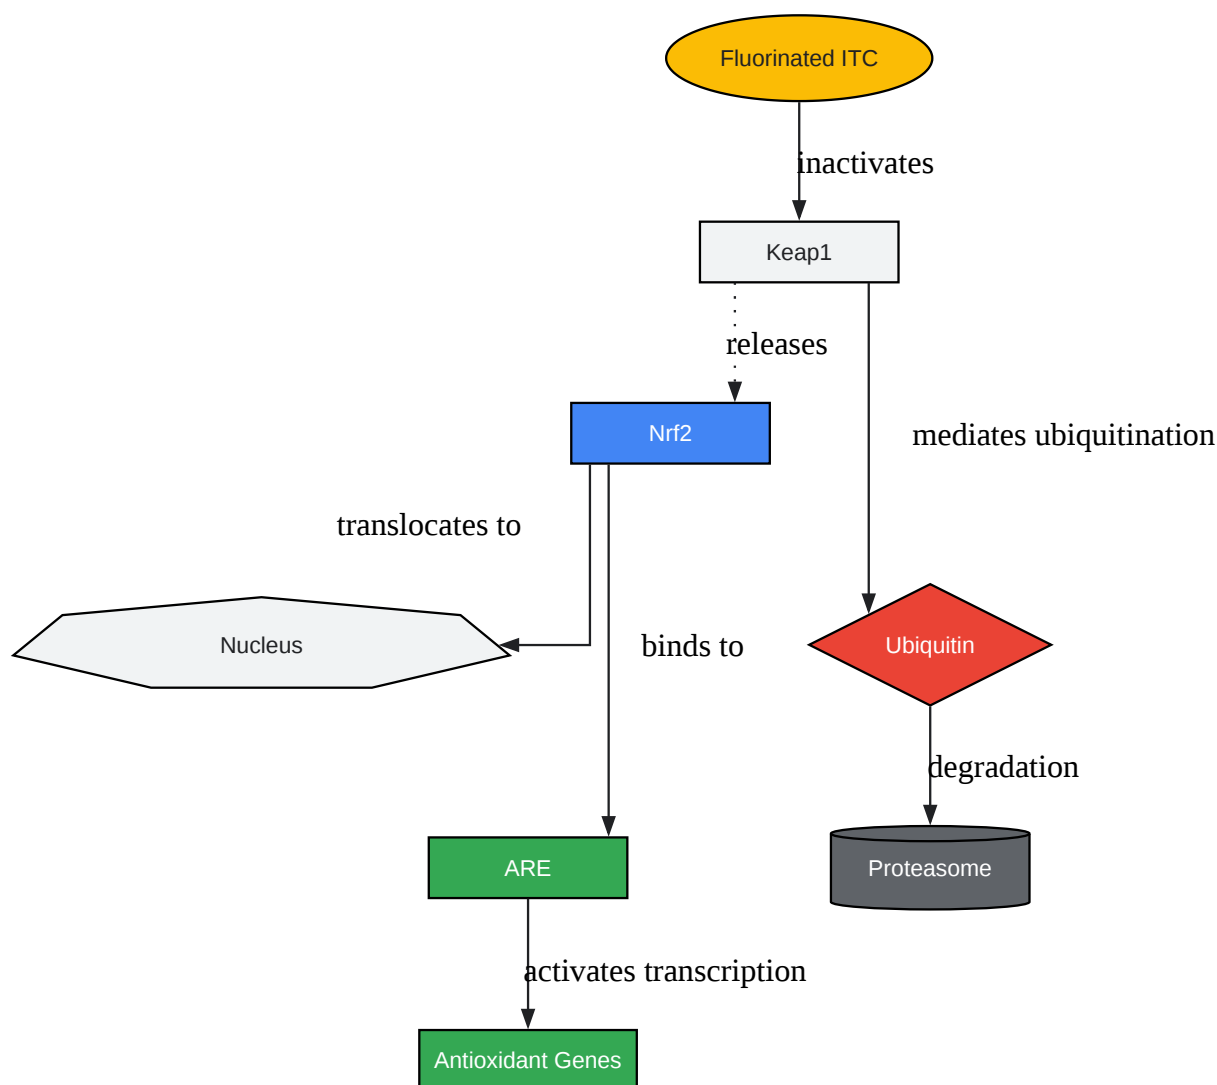 Fluorinated ITC
inactivates
Keap1
releases
Nrf2
mediates ubiquitination
translocates to
Nucleus
binds to
Ubiquitin
degradation
ARE
Proteasome
activates transcription
Antioxidant Genes